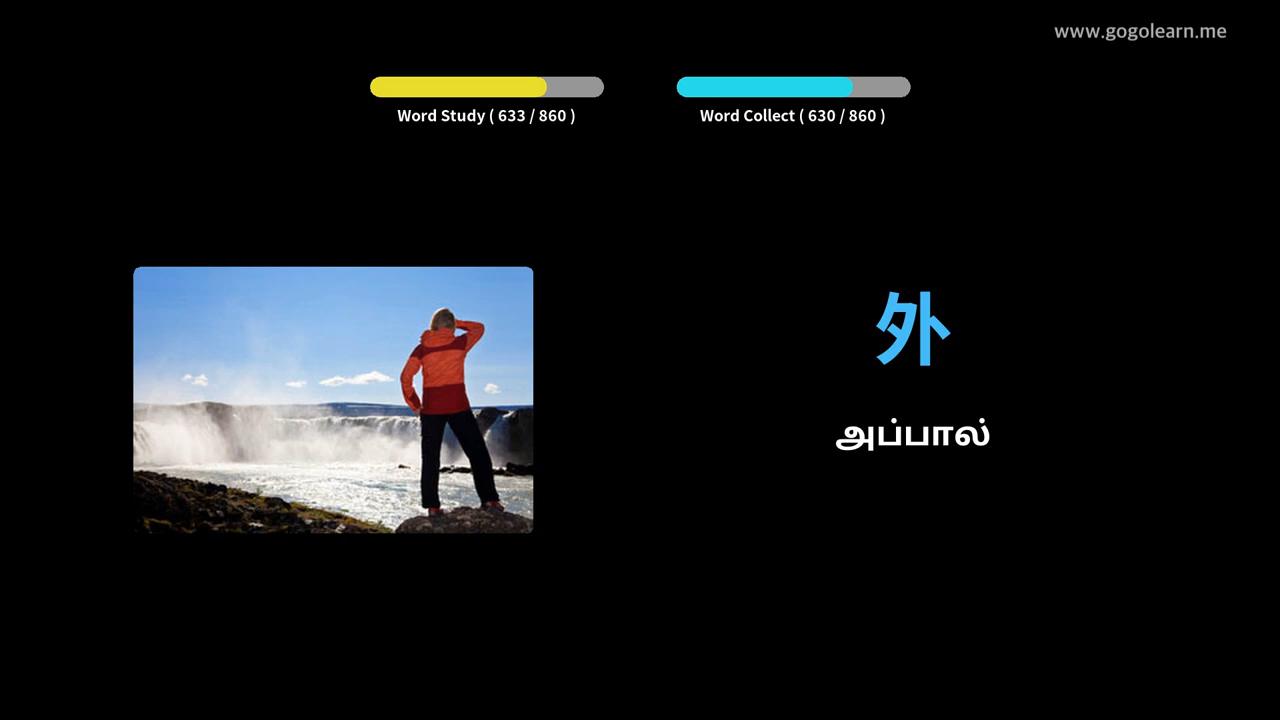 www.gogolearn.me
Word Study ( 633 / 860 )
Word Collect ( 630 / 860 )
外
அப்பால்